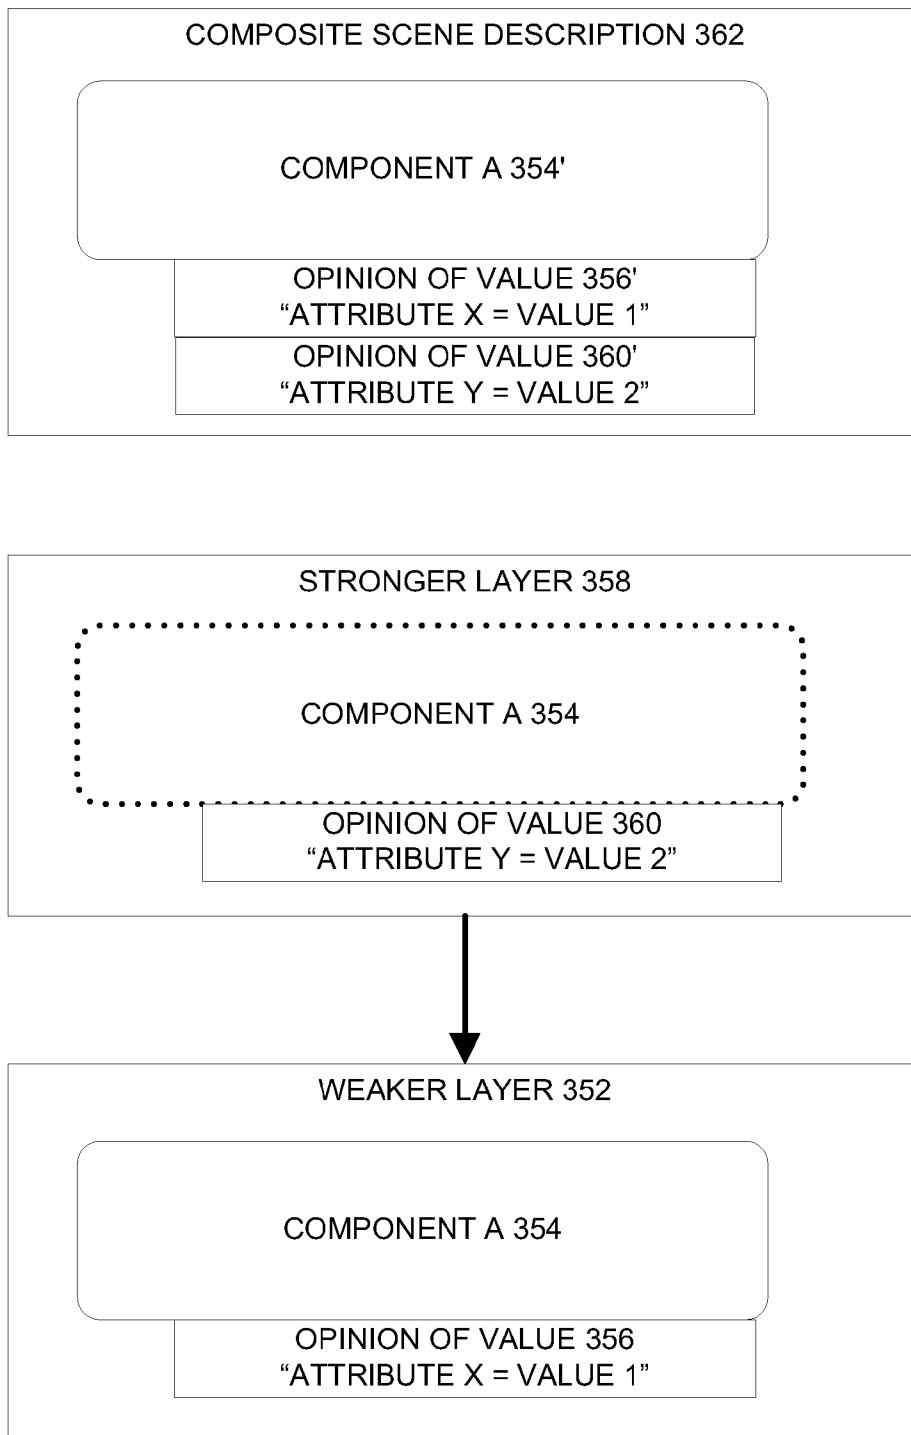 COMPOSITE SCENE DESCRIPTION 362
COMPONENT A 354'
OPINION OF VALUE 356'
“ATTRIBUTE X = VALUE 1”
OPINION OF VALUE 360'
“ATTRIBUTE Y = VALUE 2”
STRONGER LAYER 358
COMPONENT A 354
OPINION OF VALUE 360
“ATTRIBUTE Y = VALUE 2”
WEAKER LAYER 352
COMPONENT A 354
OPINION OF VALUE 356
“ATTRIBUTE X = VALUE 1”